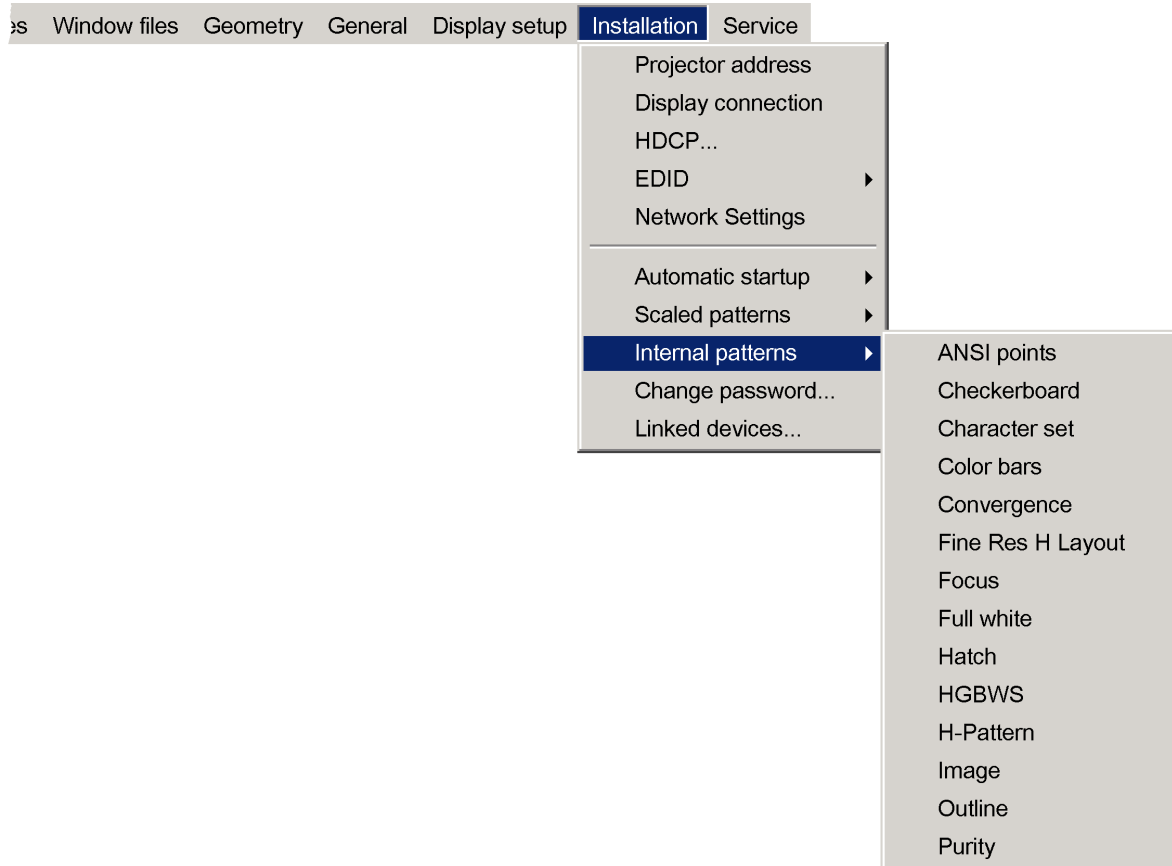 es Window files Geometry General Display setup Installation Service
Projector address
Display connection
HDCP...
EDID
Network Settings
Automatic startup
Scaled patterns
Internal patterns
Change password...
Linked devices...
ANSI points
Checkerboard
Character set
Color bars
Convergence
Fine Res H Layout
Focus
Full white
Hatch
HGBWS
H-Pattern
Image
Outline
Purity